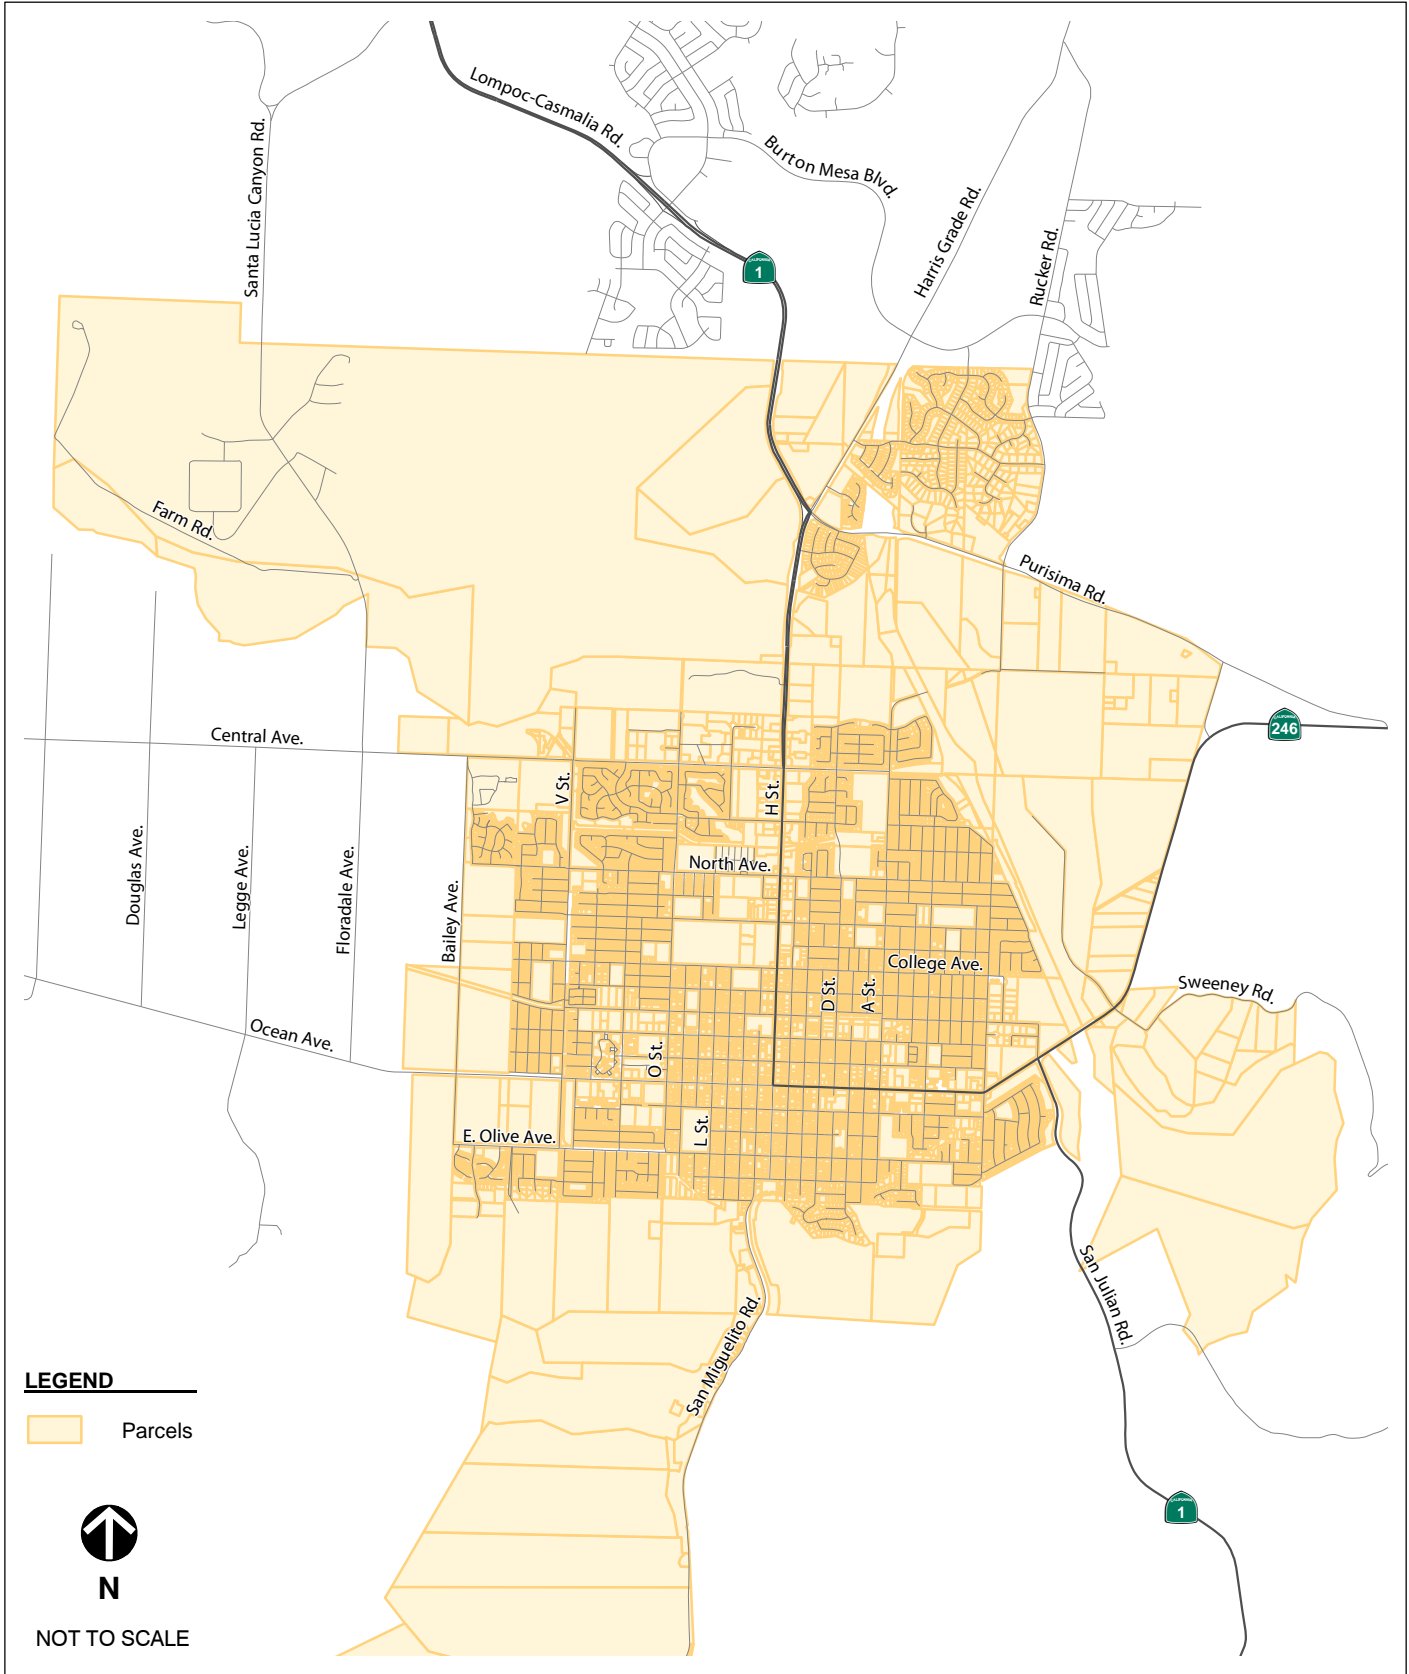 Lompoc-Casmalia Rd.
Burton Mesa Blvd.
Santa Lucia Canyon Rd.
Harris Grade Rd.
Rucker Rd.
CALIFORNIA
1
Farm Rd.
Purisima Rd.
Central Ave.
CALIFORNIA
246
V St.
H St.
Douglas Ave.
Legge Ave.
Floradale Ave.
Bailey Ave.
North Ave.
College Ave.
D St.
A St.
Sweeney Rd.
Ocean Ave.
O St.
L St.
E. Olive Ave.
San Julian Rd.
San Miguelito Rd.
LEGEND
Parcels
CALIFORNIA
1
N
NOT TO SCALE